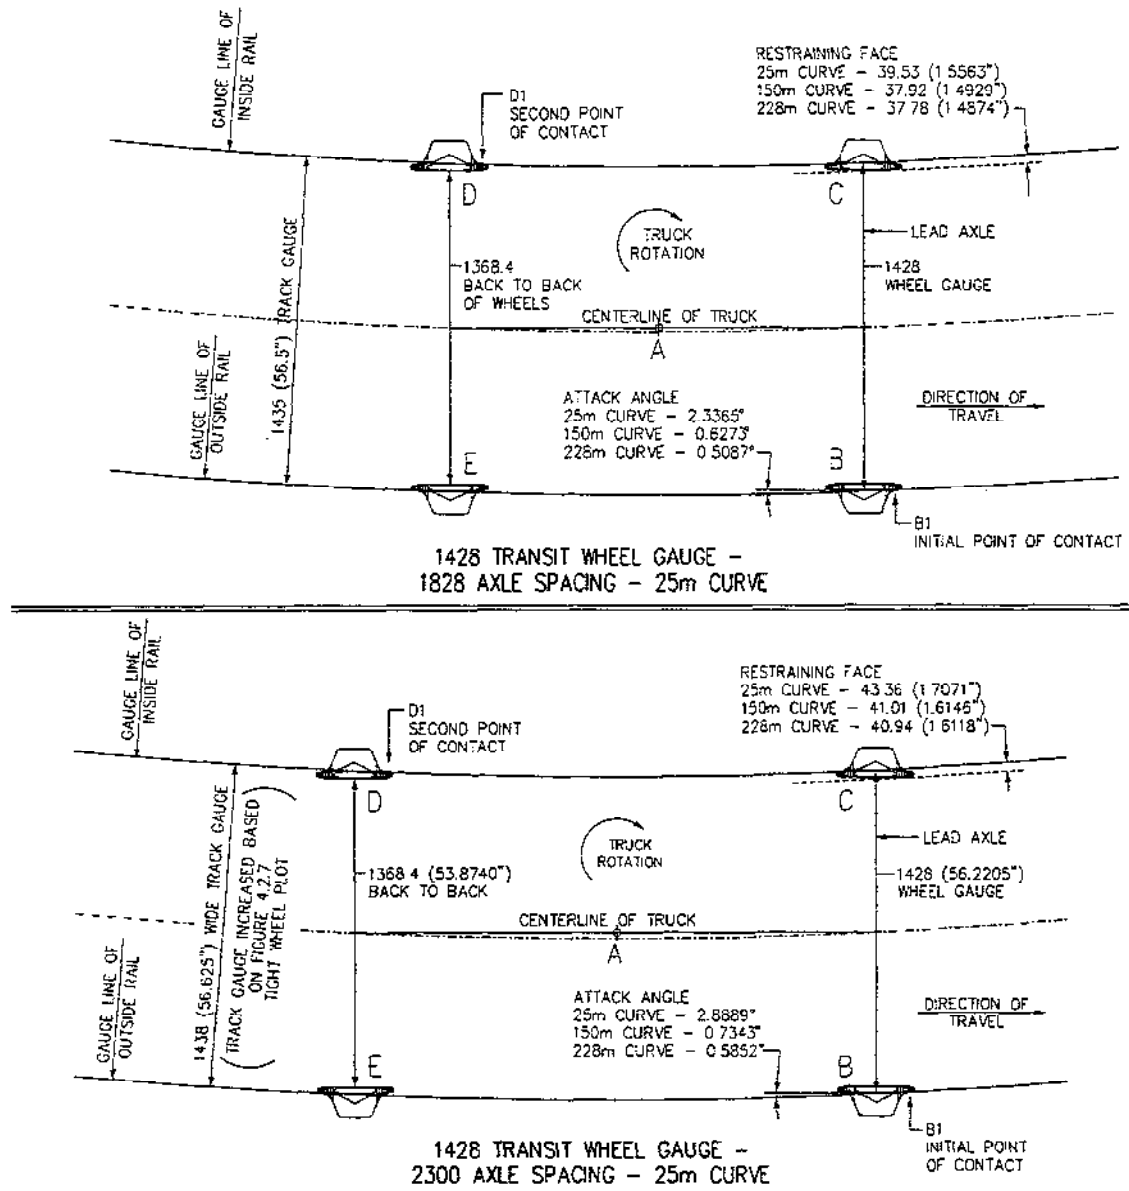 GAUGE LINE OF
INSIDE RAIL
D1
SECOND POINT
OF CONTACT
RESTRAINING FACE
25m CURVE - 39.53 (1.5563")
150m CURVE - 37.92 (1.4929")
228m CURVE - 37.78 (1.4874")
D
C
TRUCK
ROTATION
LEAD AXLE
1368.4
BACK TO BACK
OF WHEELS
1428
WHEEL GAUGE
1435 (56.5") TRACK GAUGE
CENTERLINE OF TRUCK
A
GAUGE LINE OF
OUTSIDE RAIL
ATTACK ANGLE
25m CURVE - 2.3365°
150m CURVE - 0.6273°
228m CURVE - 0.5087°
DIRECTION OF
TRAVEL
E
B
B1
INITIAL POINT OF CONTACT
1428 TRANSIT WHEEL GAUGE -
1828 AXLE SPACING - 25m CURVE
GAUGE LINE OF
INSIDE RAIL
D1
SECOND POINT
OF CONTACT
RESTRAINING FACE
25m CURVE - 43.36 (1.7071")
150m CURVE - 41.01 (1.6146")
228m CURVE - 40.94 (1.6118")
D
C
TRUCK
ROTATION
LEAD AXLE
1368.4 (53.8740")
BACK TO BACK
1428 (56.2205")
WHEEL GAUGE
1438 (56.625") WIDE TRACK GAUGE
TRACK GAUGE INCREASED BASED
ON FIGURE 4.2.7
TIGHT WHEEL PLOT
CENTERLINE OF TRUCK
A
GAUGE LINE OF
OUTSIDE RAIL
ATTACK ANGLE
25m CURVE - 2.8889°
150m CURVE - 0.7343°
228m CURVE - 0.5852°
DIRECTION OF
TRAVEL
E
B
B1
INITIAL POINT
OF CONTACT
1428 TRANSIT WHEEL GAUGE -
2300 AXLE SPACING - 25m CURVE